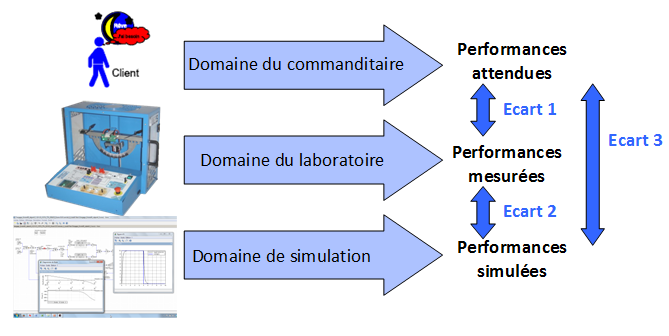 Rêve
Client
Domaine du commanditaire
Performances
attendues
Ecart 1
Domaine du laboratoire
Performances
mesurées
Ecart 2
Ecart 3
Domaine de simulation
Performances
simulées